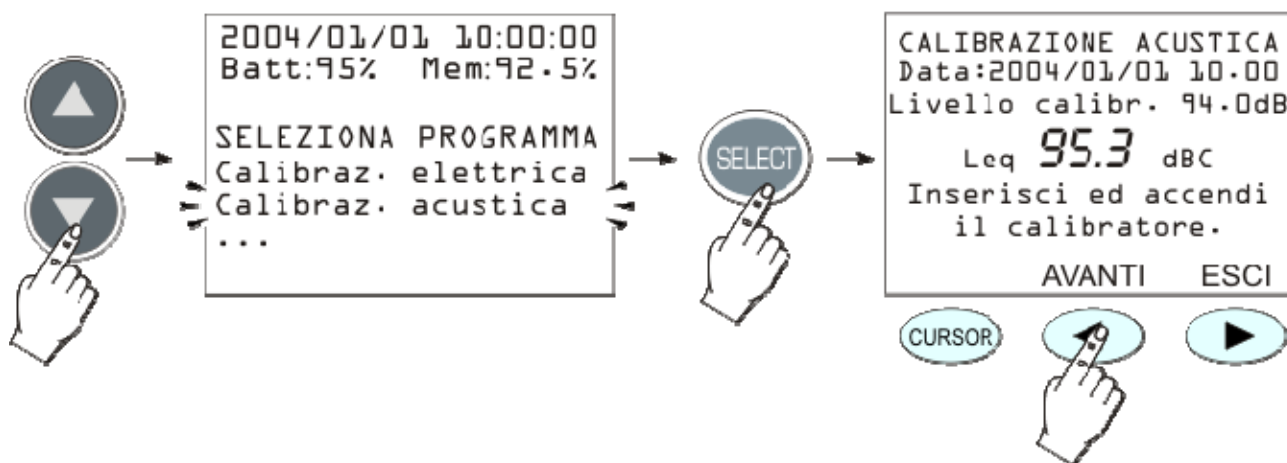 2004/01/01 10:00:00
Batt:95% Mem:92.5%
SELEZIONA PROGRAMMA
Calibraz. elettrica
Calibraz. acustica
...
SELECT
CALIBRAZIONE ACUSTICA
Data:2004/01/01 10.00
Livello calibr. 94.0dB
Leq 95.3 dBC
Inserisci ed accendi
il calibratore.
AVANTI ESCI
CURSOR